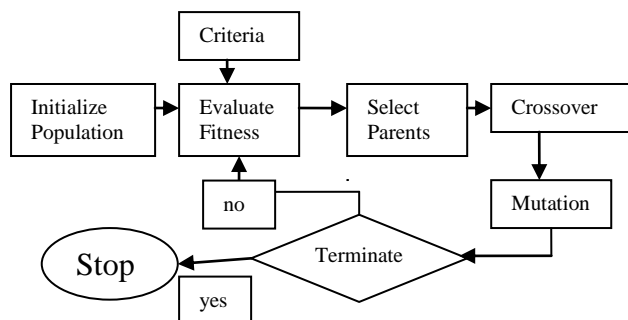 Criteria
Initialize
Population
Evaluate
Fitness
Select
Parents
Crossover
Mutation
no
Terminate
Stop
yes